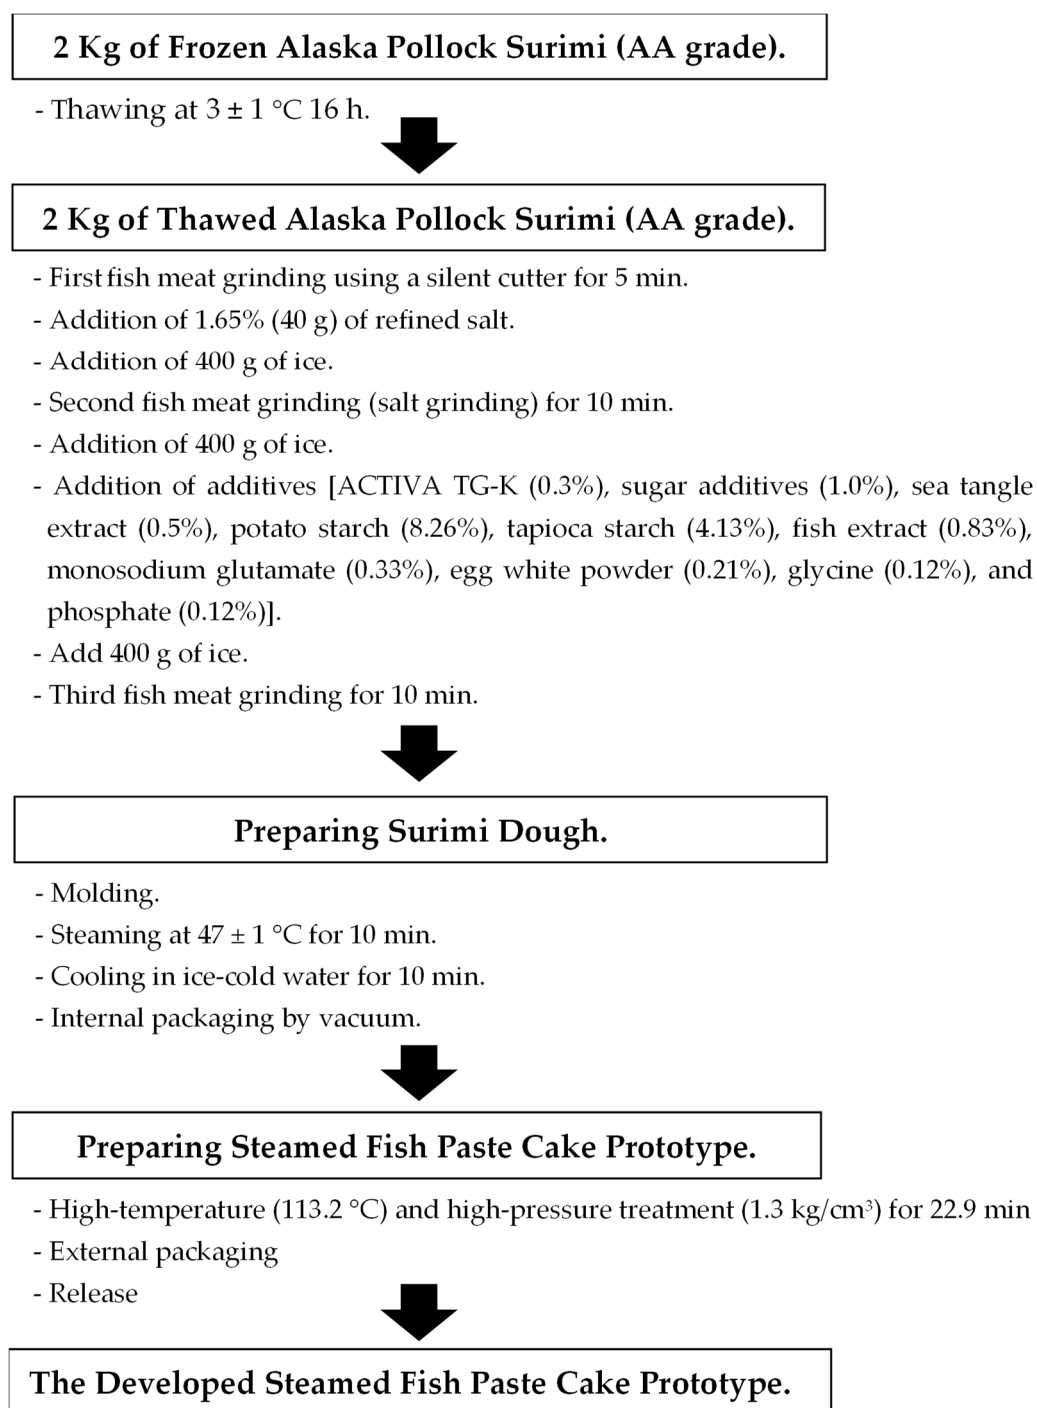 2 Kg of Frozen Alaska Pollock Surimi (AA grade).
- Thawing at 3 ± 1 °C 16 h.
2 Kg of Thawed Alaska Pollock Surimi (AA grade).
- First fish meat grinding using a silent cutter for 5 min.
- Addition of 1.65% (40 g) of refined salt.
- Addition of 400 g of ice.
- Second fish meat grinding (salt grinding) for 10 min.
- Addition of 400 g of ice.
- Addition of additives [ACTIVA TG-K (0.3%), sugar additives (1.0%), sea tangle
extract (0.5%), potato starch (8.26%), tapioca starch (4.13%), fish extract (0.83%),
monosodium glutamate (0.33%), egg white powder (0.21%), glycine (0.12%), and
phosphate (0.12%)].
- Add 400 g of ice.
- Third fish meat grinding for 10 min.
Preparing Surimi Dough.
- Molding.
- Steaming at 47 ± 1 °C for 10 min.
- Cooling in ice-cold water for 10 min.
- Internal packaging by vacuum.
Preparing Steamed Fish Paste Cake Prototype.
- High-temperature (113.2 °C) and high-pressure treatment (1.3 kg/cm³) for 22.9 min
- External packaging
- Release
The Developed Steamed Fish Paste Cake Prototype.